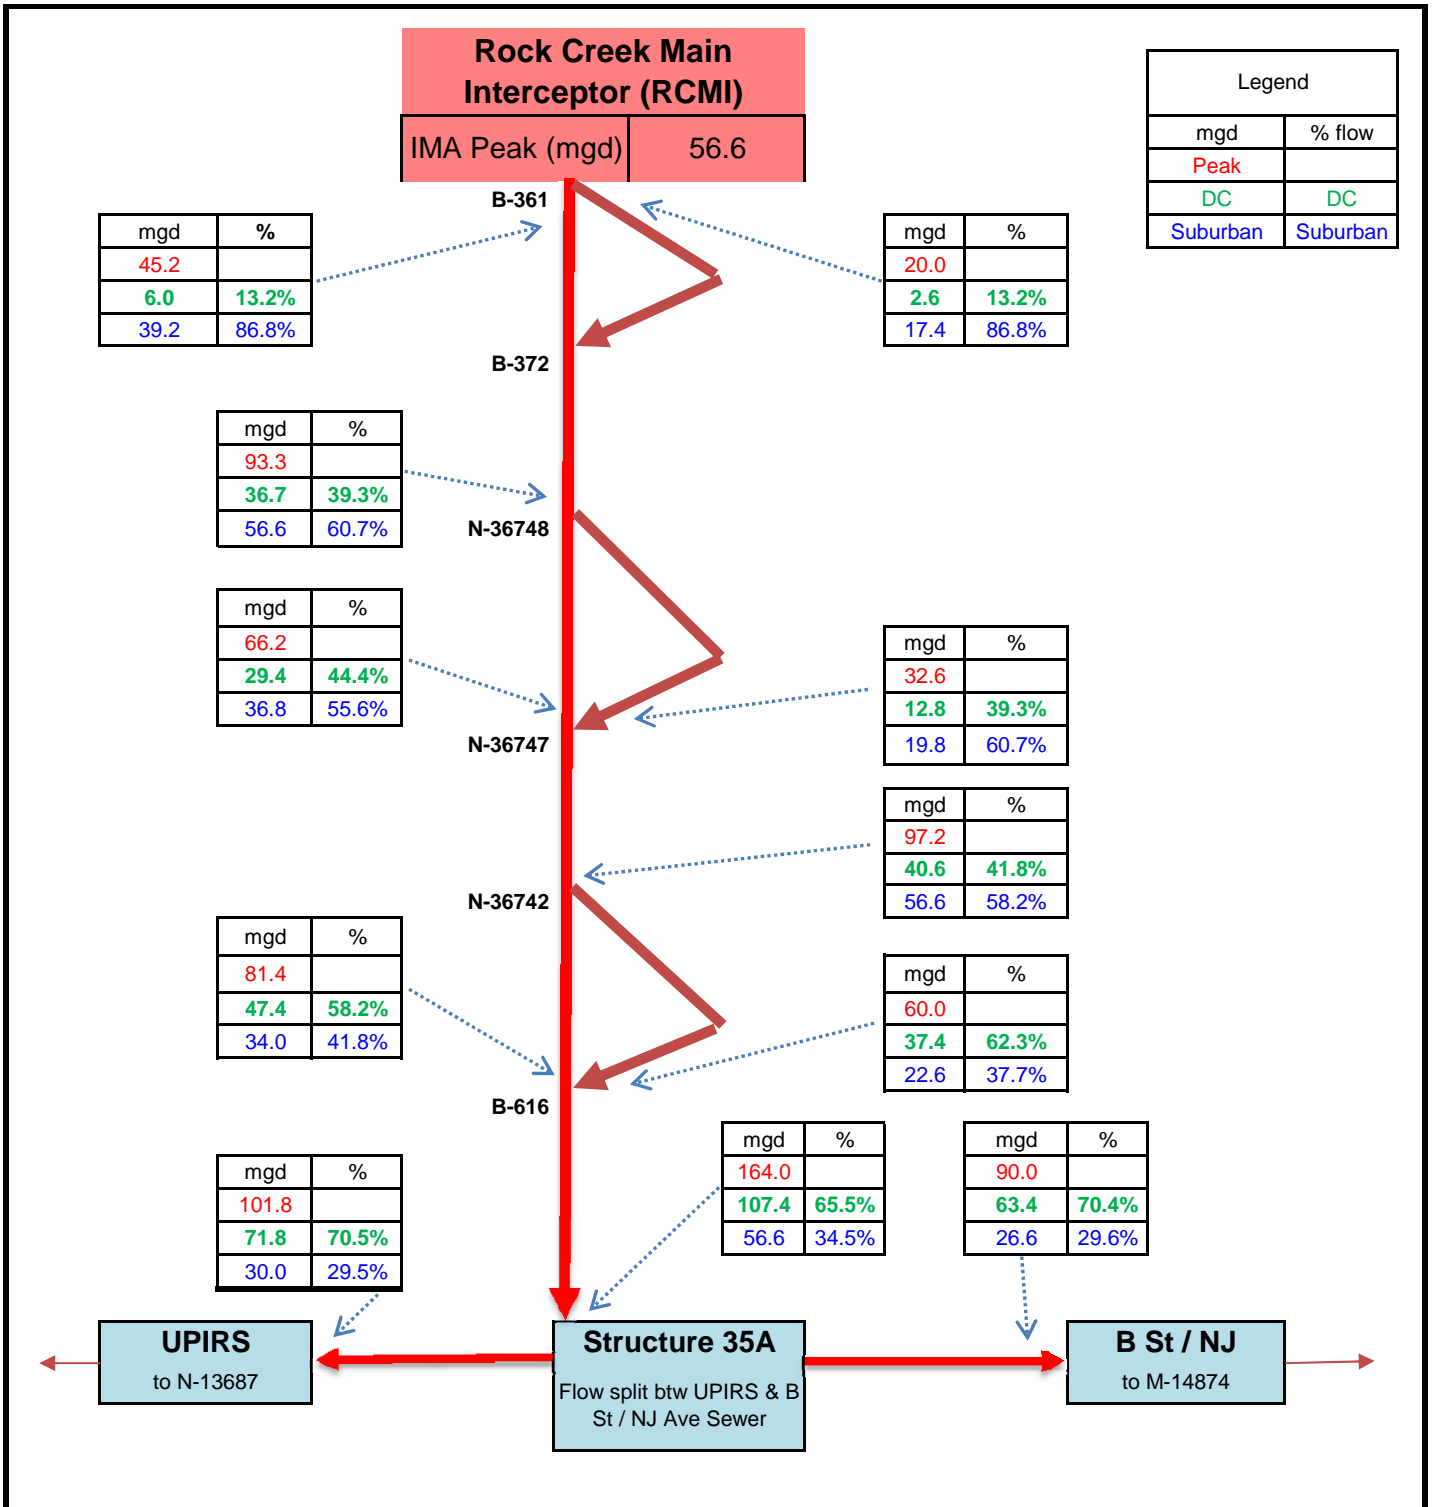 Rock Creek Main
Interceptor (RCMI)
IMA Peak (mgd) 56.6
Legend
mgd % flow
Peak
DC DC
Suburban Suburban
B-361
mgd %
45.2
6.0 13.2%
39.2 86.8%
mgd %
20.0
2.6 13.2%
17.4 86.8%
B-372
mgd %
93.3
36.7 39.3%
56.6 60.7%
N-36748
mgd %
66.2
29.4 44.4%
36.8 55.6%
mgd %
32.6
12.8 39.3%
19.8 60.7%
N-36747
mgd %
97.2
40.6 41.8%
56.6 58.2%
N-36742
mgd %
81.4
47.4 58.2%
34.0 41.8%
mgd %
60.0
37.4 62.3%
22.6 37.7%
B-616
mgd %
101.8
71.8 70.5%
30.0 29.5%
mgd %
164.0
107.4 65.5%
56.6 34.5%
mgd %
90.0
63.4 70.4%
26.6 29.6%
UPIRS
to N-13687
Structure 35A
Flow split btw UPIRS & B
St / NJ Ave Sewer
B St / NJ
to M-14874